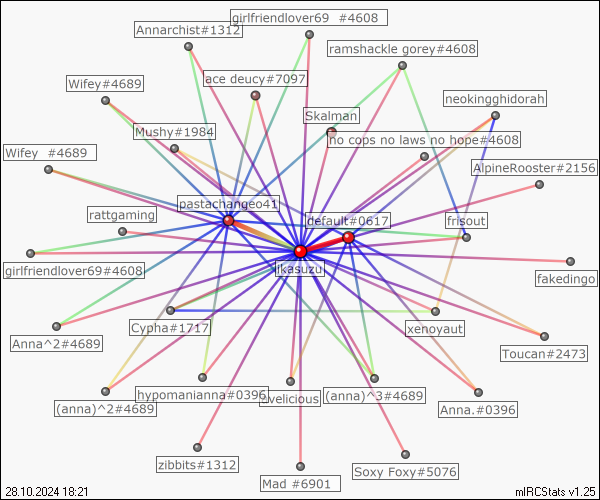 girlfriendlover69 #4608
Annarchist#1312
ramshackle gorey#4608
ace deucy#7097
Wifey#4689
neokingghidorah
Skalman
Mushy#1984
no cops no laws no hope#4608
Wifey #4689
AlpineRooster#2156
pastachangeo41
rattgaming
default#0617
frisout
girlfriendlover69#4608
ikasuzu
fakedingo
Cypha#1717
xenoyaut
Anna^2#4689
Toucan#2473
hypomanianna#0396
(anna)^3#4689
(anna)^2#4689
Anna.#0396
zibbits#1312
Soxy Foxy#5076
Mad #6901
28.10.2024 18:21
mIRCStats v1.25